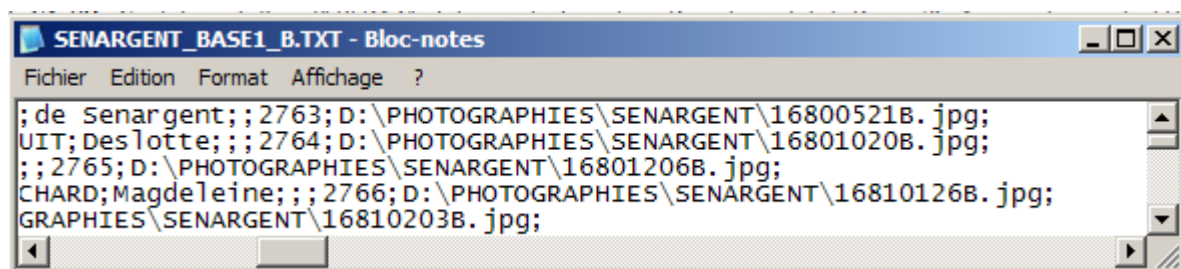 SENARGENT_BASE1_B.TXT - Bloc-notes
Fichier Edition Format Affichage ?
;de Senargent;;2763;D:\PHOTOGRAPHIES\SENARGENT\16800521B.jpg;
UIT;Deslotte;;;2764;D:\PHOTOGRAPHIES\SENARGENT\16801020B.jpg;
;;2765;D:\PHOTOGRAPHIES\SENARGENT\16801206B.jpg;
CHARD;Magdeleine;;;2766;D:\PHOTOGRAPHIES\SENARGENT\16810126B.jpg;
GRAPHIES\SENARGENT\16810203B.jpg;